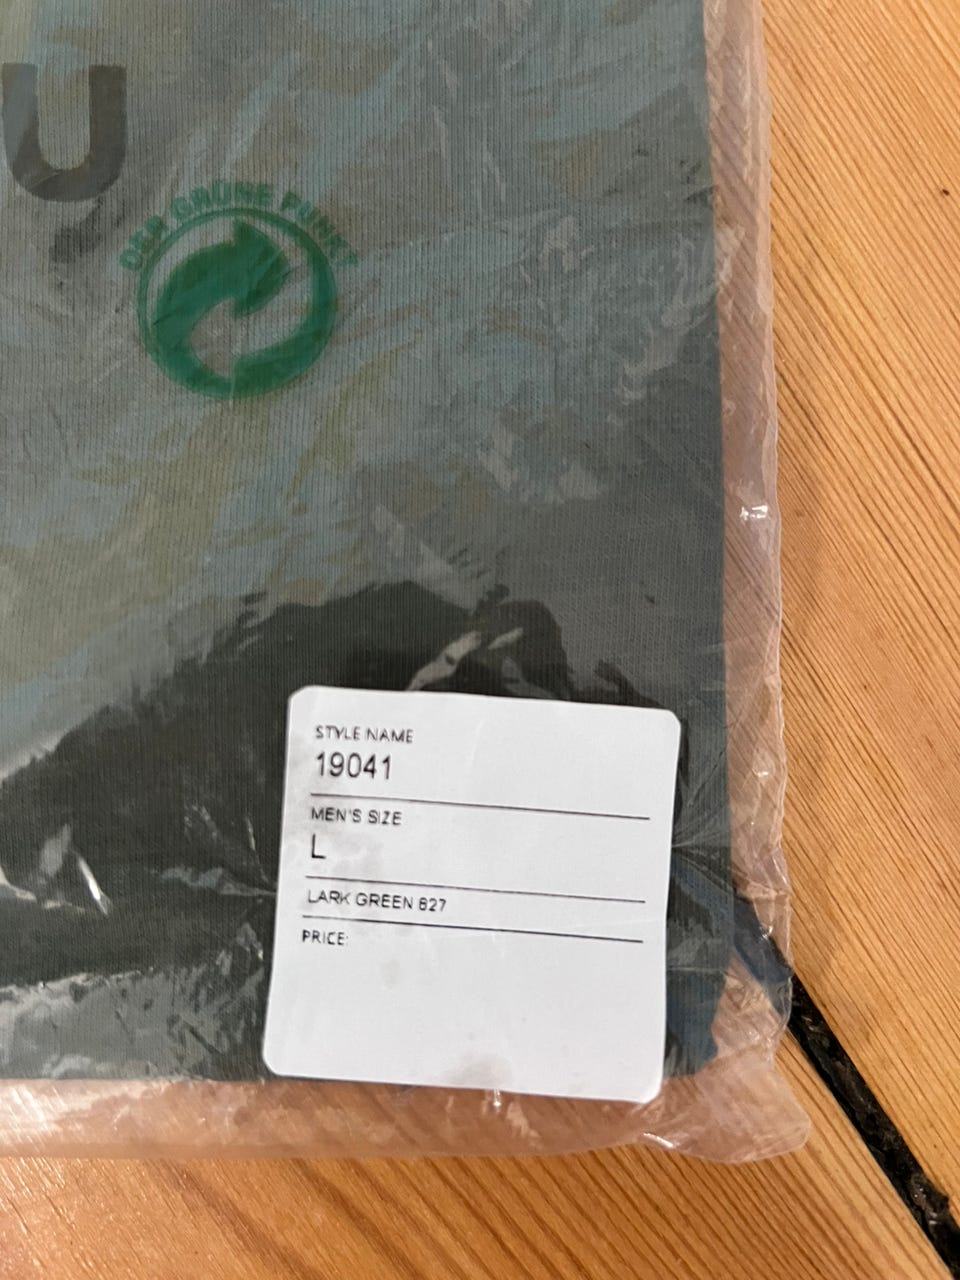 U
DER GRÜNE PUNKT
STYLE NAME
19041
MEN'S SIZE
L
LARK GREEN 627
PRICE: